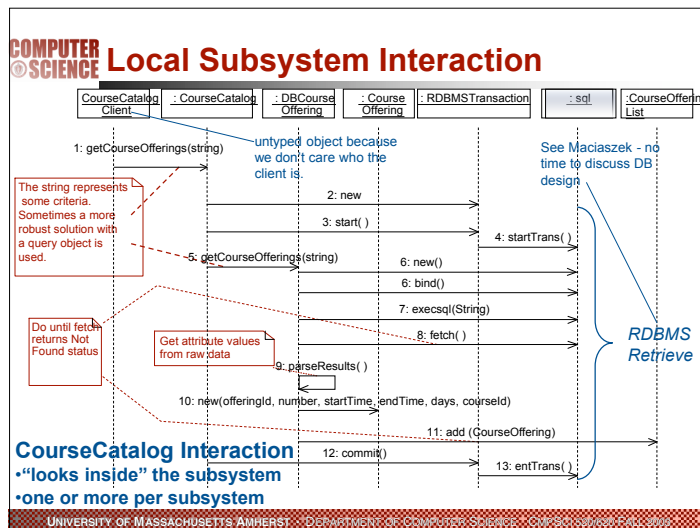 COMPUTER
SCIENCE
Local Subsystem Interaction
CourseCatalog
Client
: CourseCatalog
: DBCourse
Offering
: Course
Offering
: RDBMSTransaction
: sql
:CourseOffering
List
untyped object because
we don't care who the
client is.
See Maciaszek - no
time to discuss DB
design
1: getCourseOfferings(string)
The string represents
some criteria.
Sometimes a more
robust solution with
a query object is
used.
2: new
3: start( )
4: startTrans( )
5: getCourseOfferings(string)
6: new()
6: bind()
7: execsql(String)
8: fetch( )
Do until fetch
returns Not
Found status
Get attribute values
from raw data
RDBMS
Retrieve
9: parseResults( )
10: new(offeringId, number, startTime, endTime, days, courseId)
11: add (CourseOffering)
12: commit()
13: entTrans( )
CourseCatalog Interaction
•“looks inside” the subsystem
•one or more per subsystem
UNIVERSITY OF MASSACHUSETTS AMHERST · DEPARTMENT OF COMPUTER SCIENCE